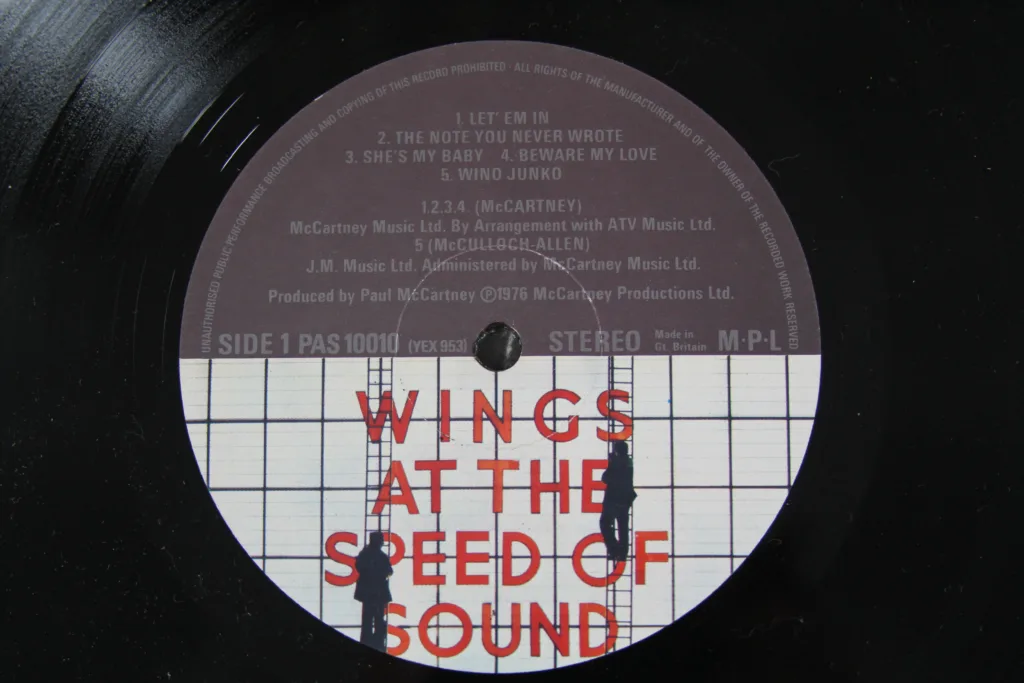 UNAUTHORISED PUBLIC PERFORMANCE BROADCASTING AND COPYING OF THIS RECORD PROHIBITED · ALL RIGHTS OF THE MANUFACTURER AND OF THE OWNER OF THE RECORDED WORK RESERVED
1. LET' EM IN
2. THE NOTE YOU NEVER WROTE
3. SHE'S MY BABY 4. BEWARE MY LOVE
5. WINO JUNKO
1.2.3.4. (McCARTNEY)
McCartney Music Ltd. By Arrangement with ATV Music Ltd.
5 (McCULLOCH-ALLEN)
J.M. Music Ltd. Administered by McCartney Music Ltd.
Produced by Paul McCartney ℗1976 McCartney Productions Ltd.
SIDE 1 PAS 10010 (YEX 953) STEREO Made in Gt. Britain M·P·L
WINGS
AT THE
SPEED OF
SOUND